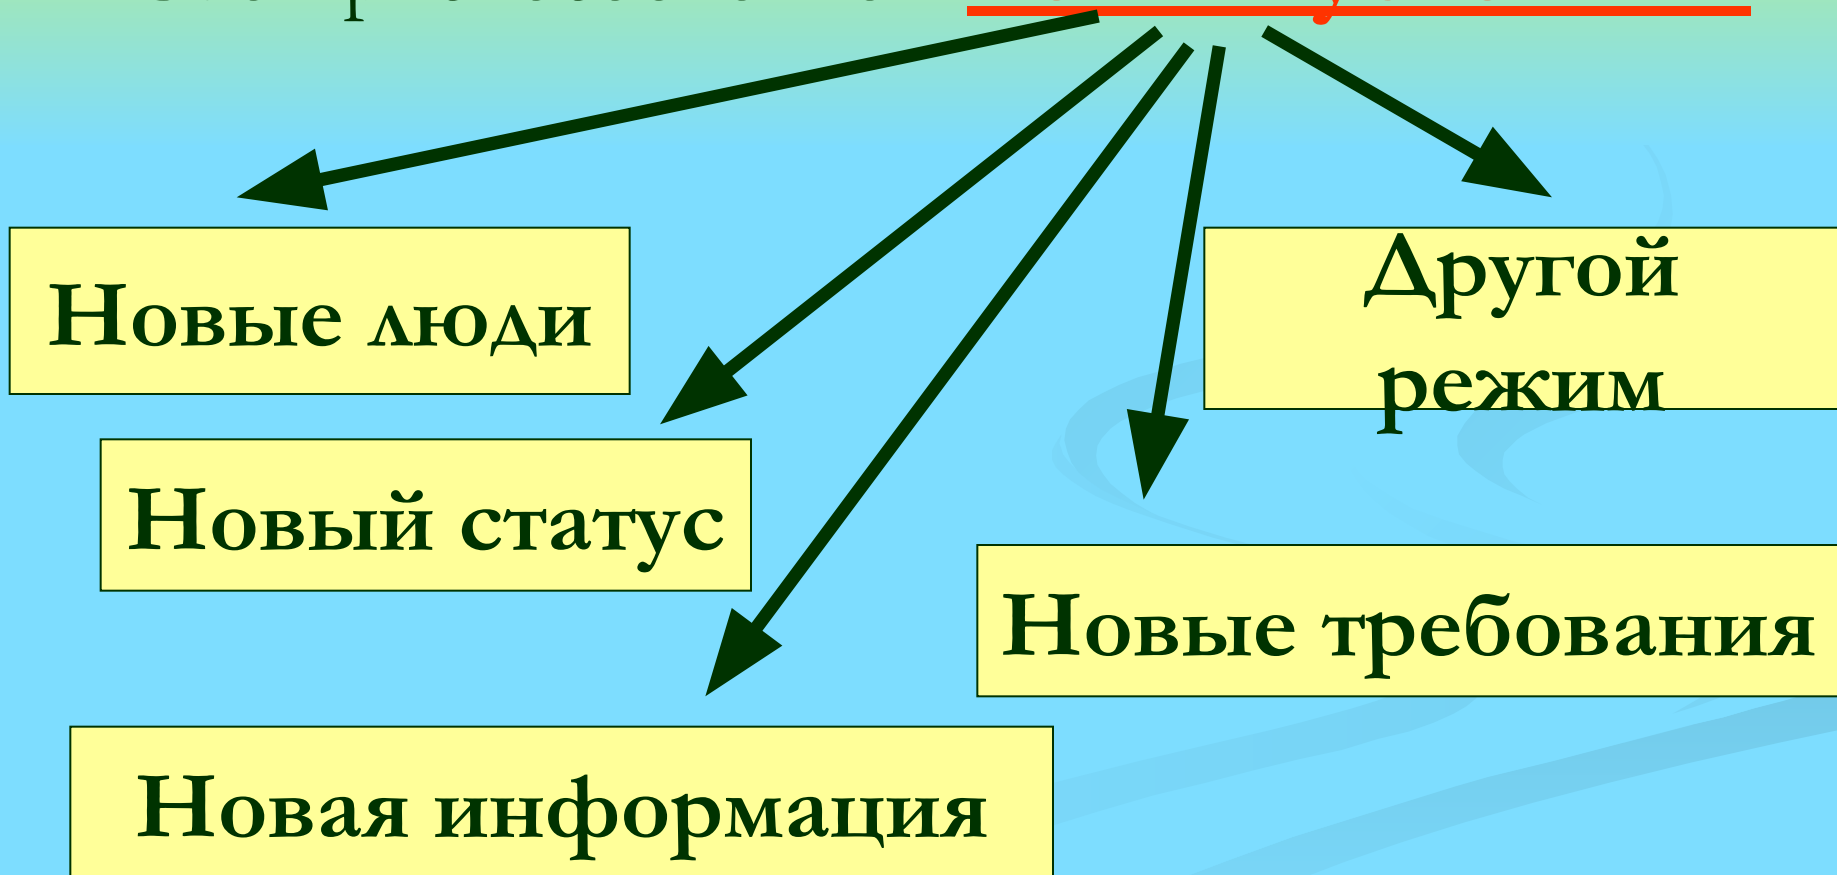 Новые люди
Другой
режим
Новый статус
Новые требования
Новая информация